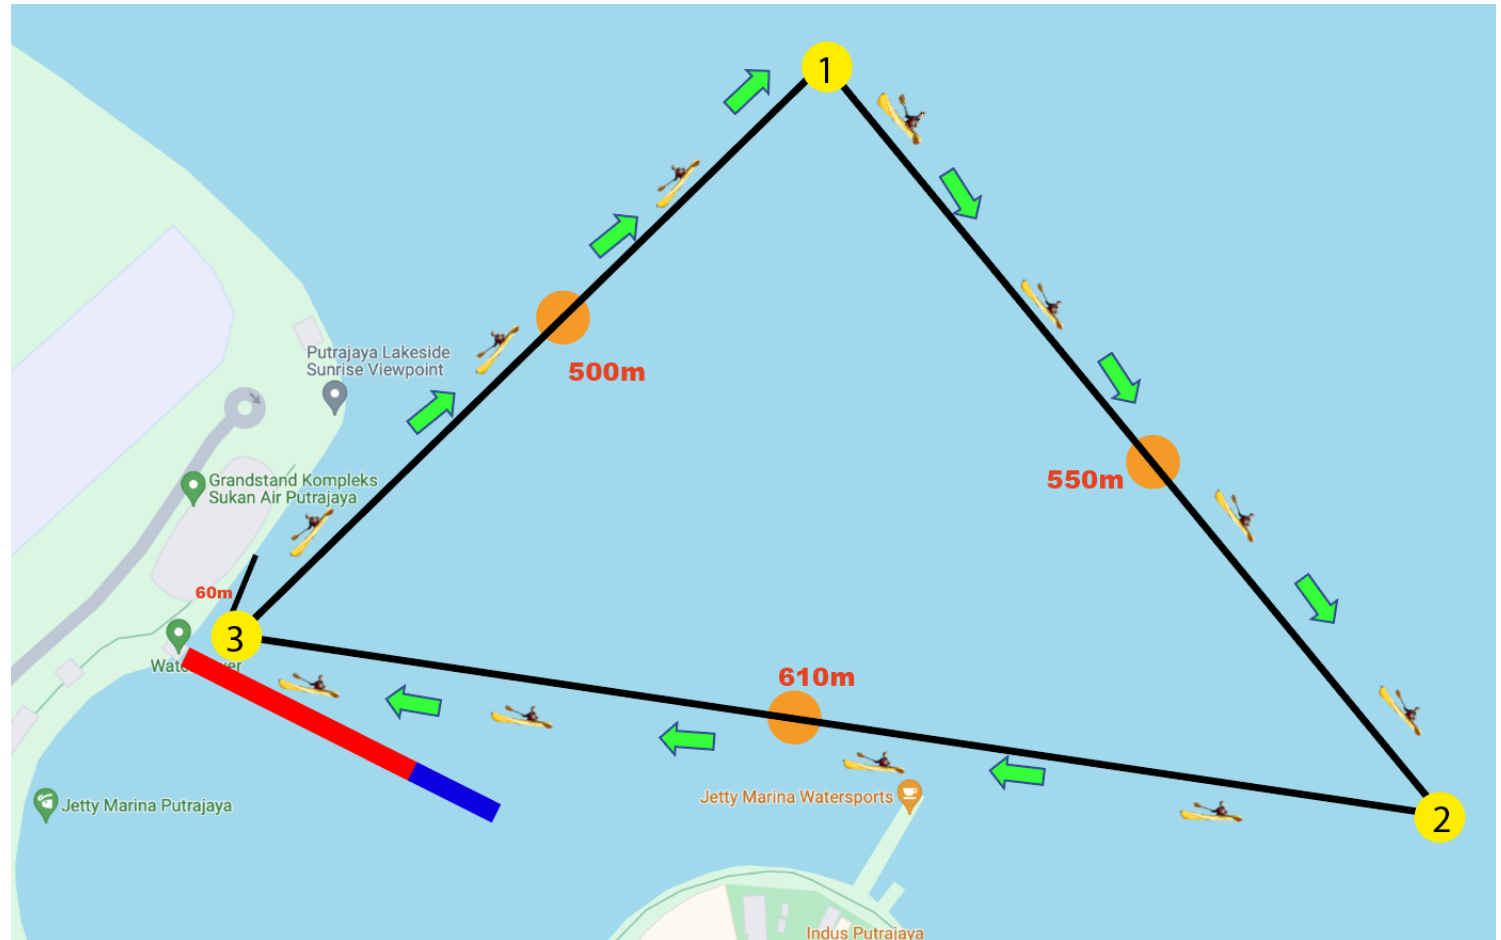 1
Putrajaya Lakeside
Sunrise Viewpoint
500m
Grandstand Kompleks
Sukan Air Putrajaya
550m
60m
3
610m
Jetty Marina Putrajaya
Jetty Marina Watersports
2
Indus Putrajaya